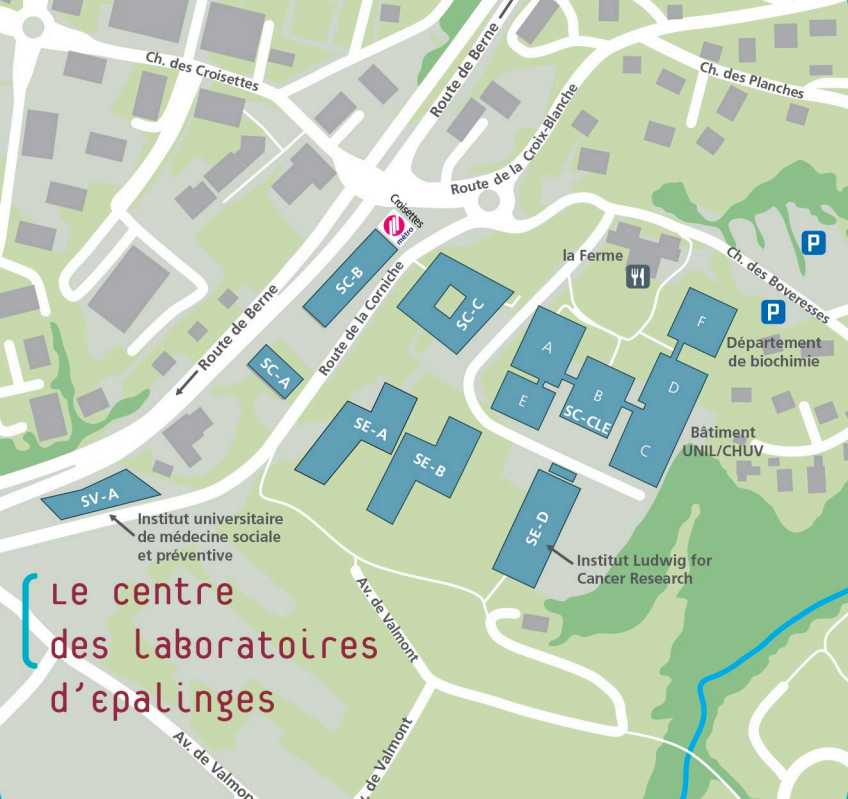 Route de Berne
Ch. des Croisettes
Ch. des Planches
Route de la Croix-Blanche
Croisettes
métro
P
la Ferme
Ch. des Boveresses
P
SC-B
SC-C
Route de la Corniche
Route de Berne
F
A
Département
de biochimie
SC-A
D
B
E
SC-CLE
SE-A
Bâtiment
UNIL/CHUV
C
SE-B
SV-A
SE-D
Institut universitaire
de médecine sociale
et préventive
Institut Ludwig for
Cancer Research
Le centre
des laboratoires
d'epalinges
Av. de Valmont
Av. de Valmon
. de Valmont